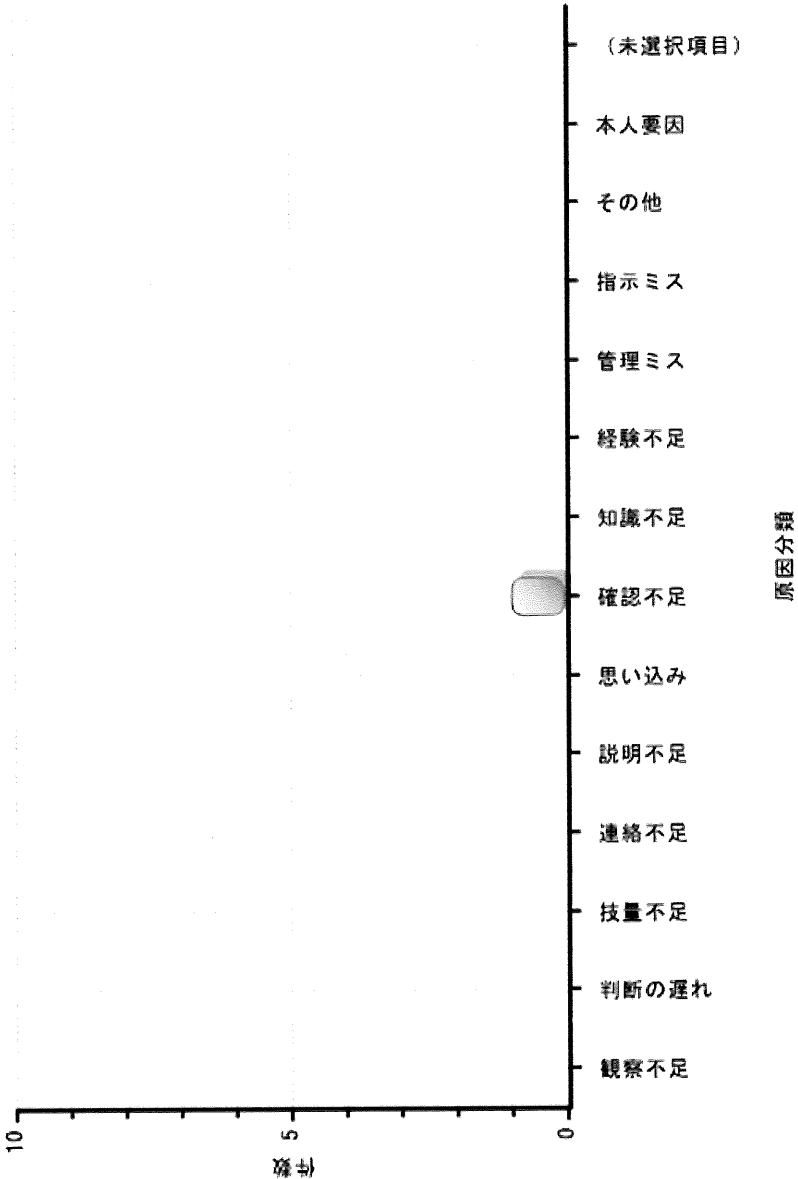 (未選択項目)
本人要因
その他
指示ミス
管理ミス
経験不足
知識不足
確認不足
思い込み
説明不足
連絡不足
技量不足
判断の遅れ
観察不足
原因分類
10
5
0
件数